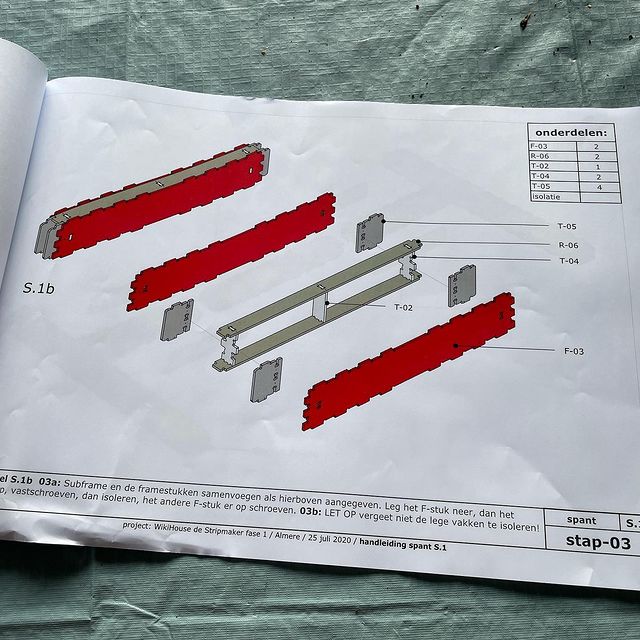 onderdelen:
F-03 2
R-06 2
T-02 1
T-04 2
T-05 4
isolatie
T-05
R-06
T-04
T-02
F-03
S.1b
S.1b 03a: Subframe en de framestukken samenvoegen als hierboven aangegeven. Leg het F-stuk neer, dan het
vastschroeven, dan isoleren, het andere F-stuk er op schroeven. 03b: LET OP vergeet niet de lege vakken te isoleren!
project: WikiHouse de Stripmaker fase 1 / Almere / 25 juli 2020 / handleiding spant S.1
spant
stap-03